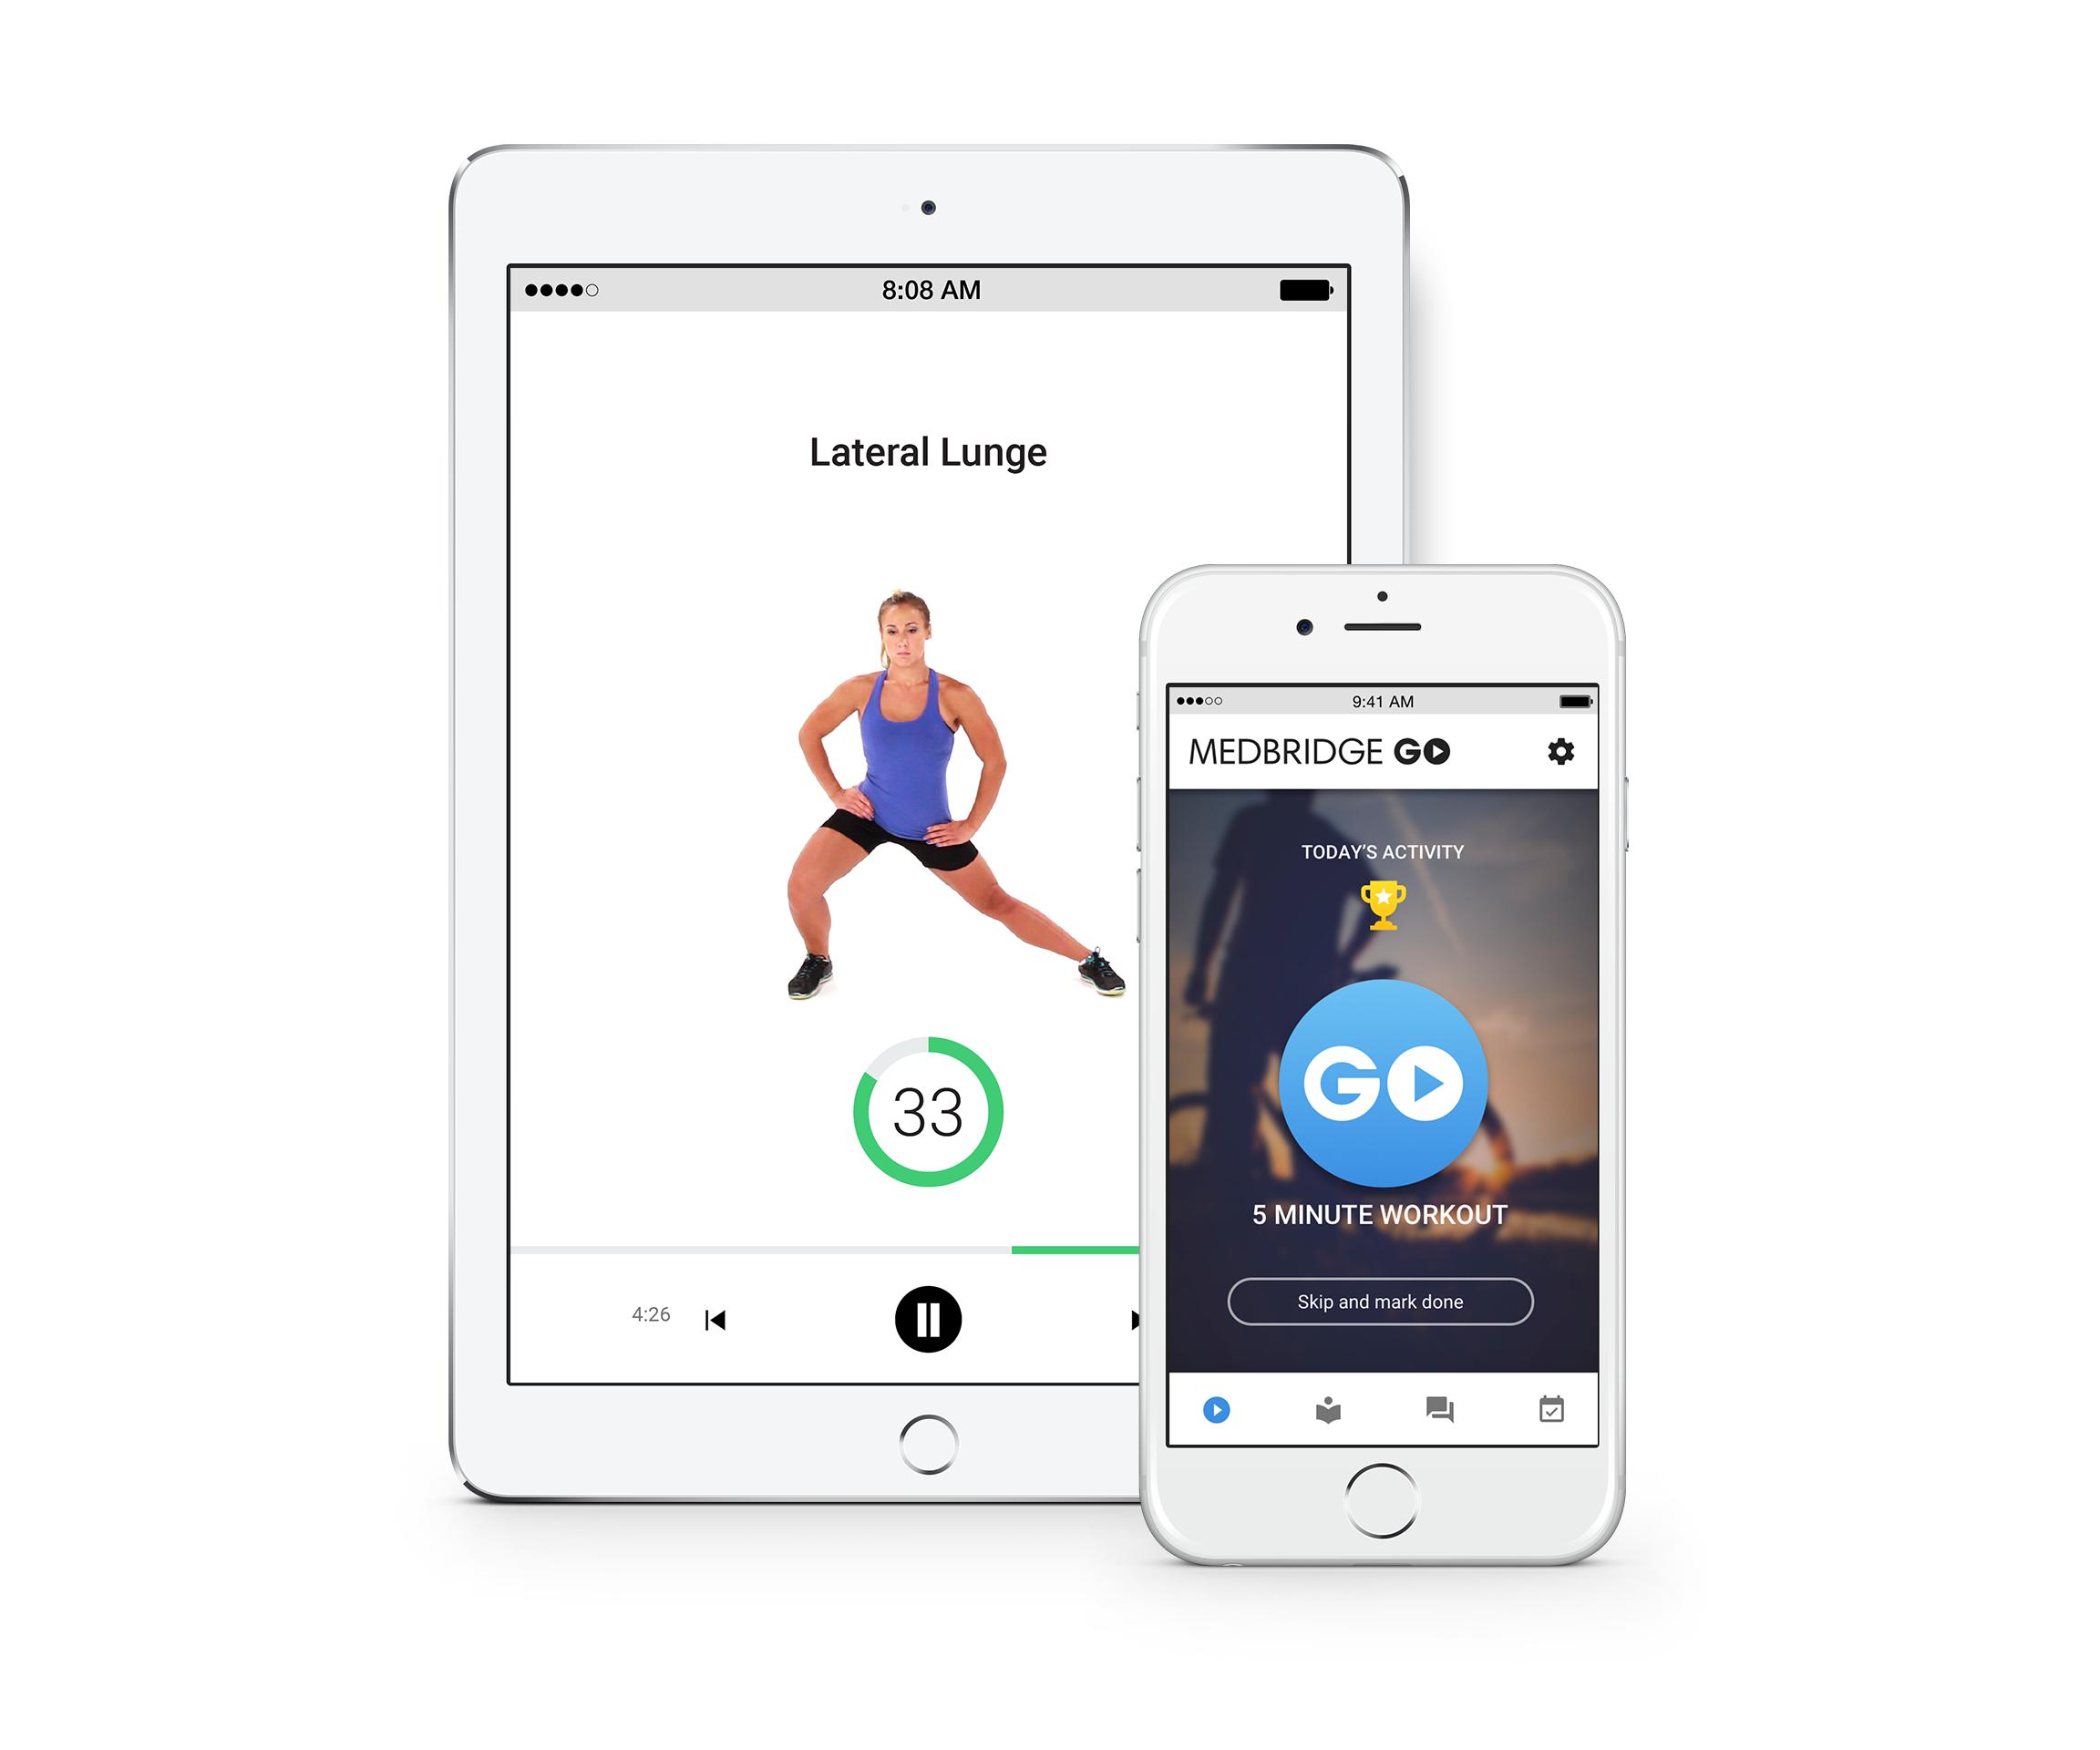 8:08 AM
Lateral Lunge
33
4:26
9:41 AM
MEDBRIDGE GO
TODAY'S ACTIVITY
GO
5 MINUTE WORKOUT
Skip and mark done